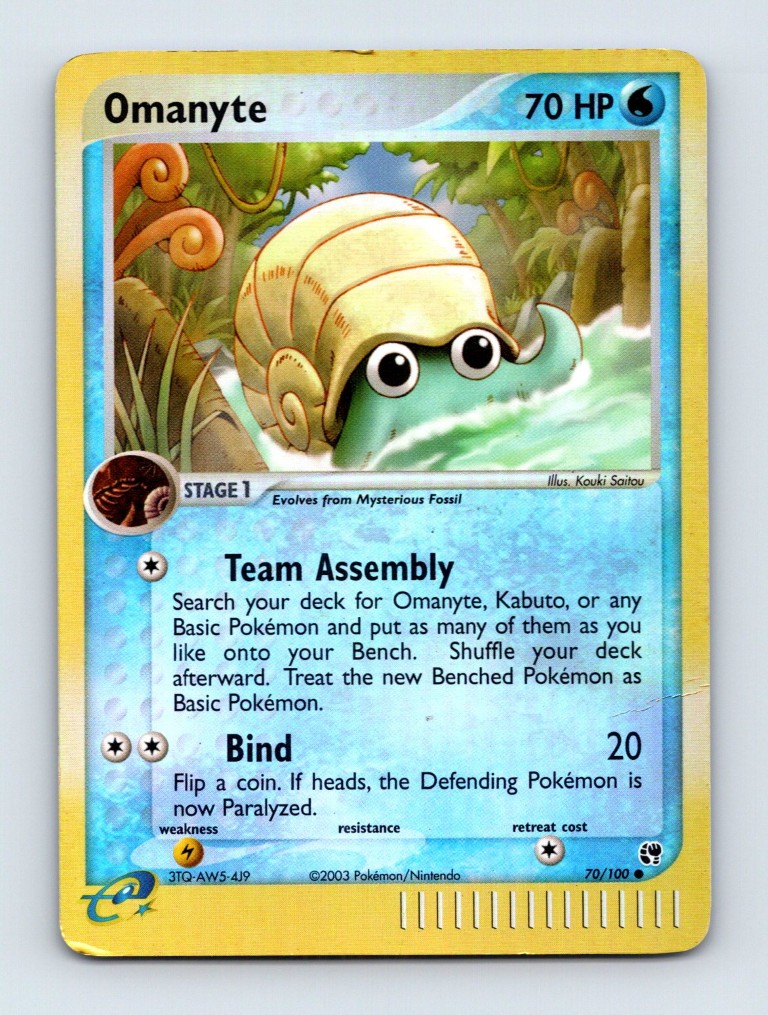 Omanyte 70 HP
Illus. Kouki Saitou
STAGE 1
Evolves from Mysterious Fossil
Team Assembly
Search your deck for Omanyte, Kabuto, or any
Basic Pokémon and put as many of them as you
like onto your Bench. Shuffle your deck
afterward. Treat the new Benched Pokémon as
Basic Pokémon.
Bind 20
Flip a coin. If heads, the Defending Pokémon is
now Paralyzed.
weakness resistance retreat cost
3TQ-AW5-4J9 ©2003 Pokémon/Nintendo 70/100
e